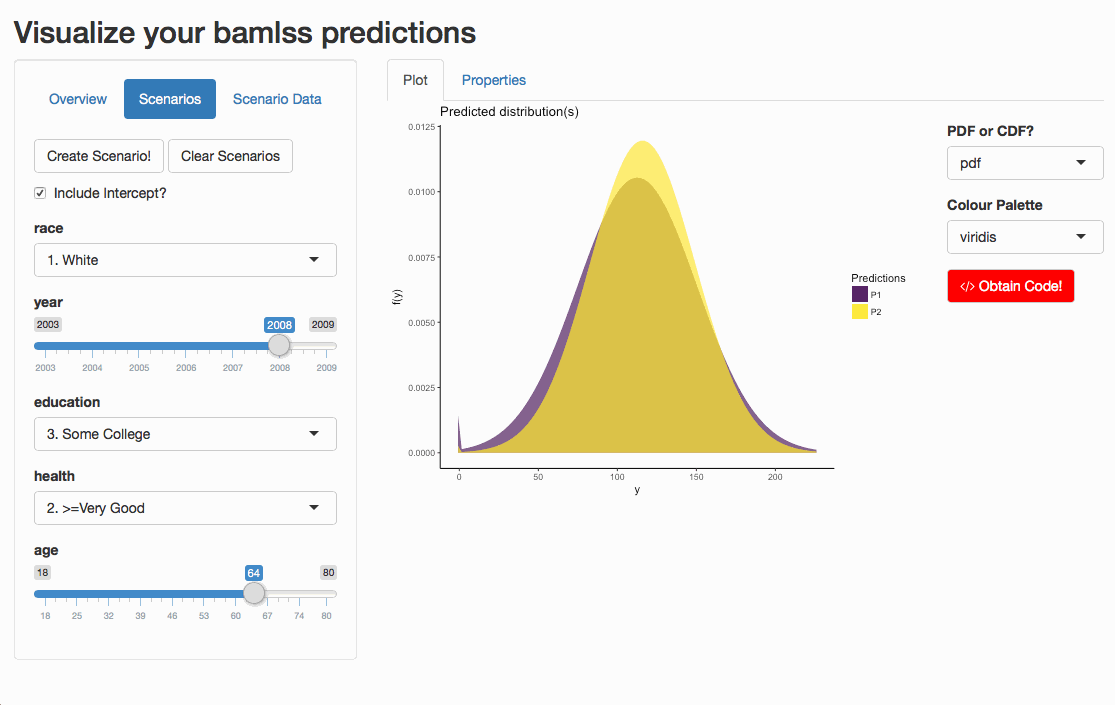 Visualize your bamlss predictions
Overview Scenarios Scenario Data
Create Scenario! Clear Scenarios
Include Intercept?
race
1. White
year
2003 2008 2009
2003 2004 2005 2006 2007 2008 2009
education
3. Some College
health
2. >=Very Good
age
18 64 80
18 25 32 39 46 53 60 67 74 80
Plot Properties
Predicted distribution(s)
0.0125
0.0100
0.0075
0.0050
0.0025
0.0000
f(y)
0 50 100 150 200
y
Predictions
P1
P2
PDF or CDF?
pdf
Colour Palette
viridis
</> Obtain Code!